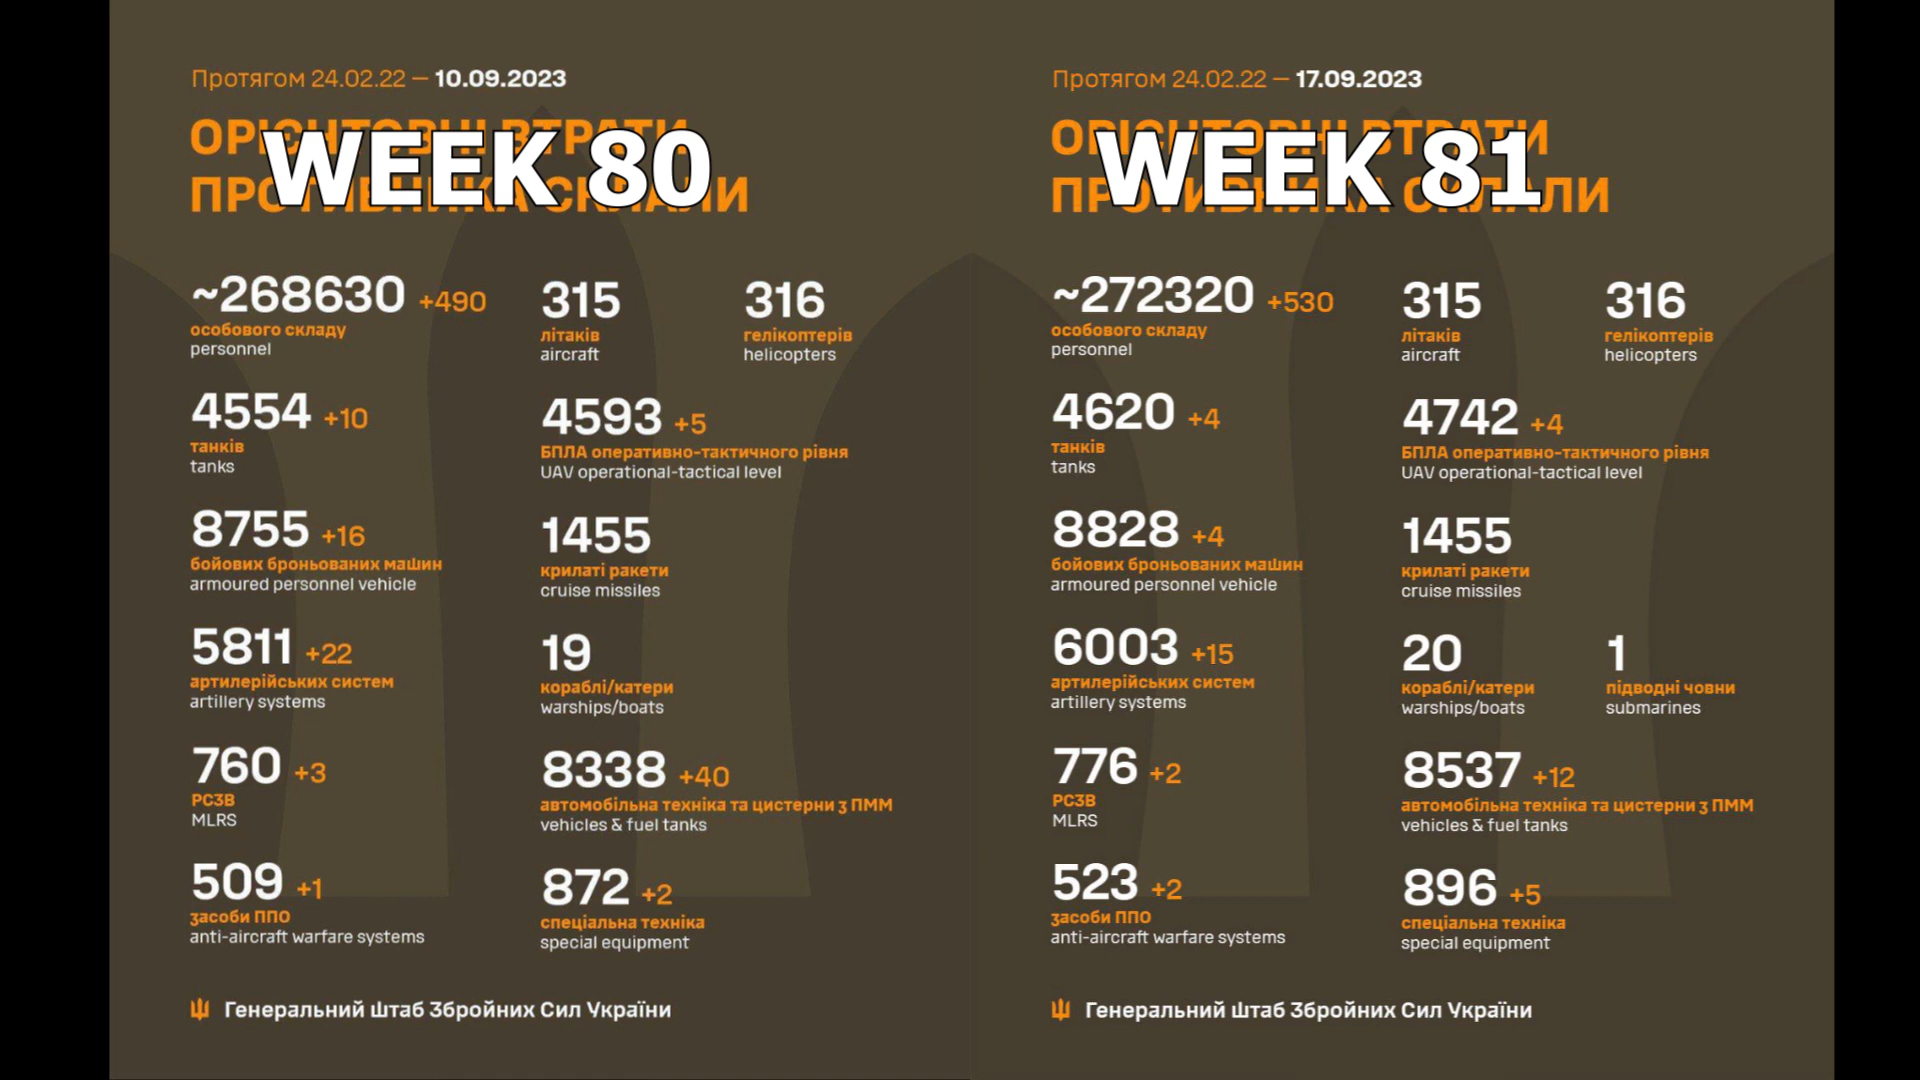 Протягом 24.02.22 — 10.09.2023
WEEK 80
~268630 +490
особового складу
personnel
315
літаків
aircraft
316
гелікоптерів
helicopters
4554 +10
танків
tanks
4593 +5
БПЛА оперативно-тактичного рівня
UAV operational-tactical level
8755 +16
бойових броньованих машин
armoured personnel vehicle
1455
крилаті ракети
cruise missiles
5811 +22
артилерійських систем
artillery systems
19
кораблі/катери
warships/boats
760 +3
РСЗВ
MLRS
8338 +40
автомобільна техніка та цистерни з ПММ
vehicles & fuel tanks
509 +1
засоби ППО
anti-aircraft warfare systems
872 +2
спеціальна техніка
special equipment
Генеральний штаб Збройних Сил України
Протягом 24.02.22 — 17.09.2023
WEEK 81
~272320 +530
особового складу
personnel
315
літаків
aircraft
316
гелікоптерів
helicopters
4620 +4
танків
tanks
4742 +4
БПЛА оперативно-тактичного рівня
UAV operational-tactical level
8828 +4
бойових броньованих машин
armoured personnel vehicle
1455
крилаті ракети
cruise missiles
6003 +15
артилерійських систем
artillery systems
20
кораблі/катери
warships/boats
1
підводні човни
submarines
776 +2
РСЗВ
MLRS
8537 +12
автомобільна техніка та цистерни з ПММ
vehicles & fuel tanks
523 +2
засоби ППО
anti-aircraft warfare systems
896 +5
спеціальна техніка
special equipment
Генеральний штаб Збройних Сил України